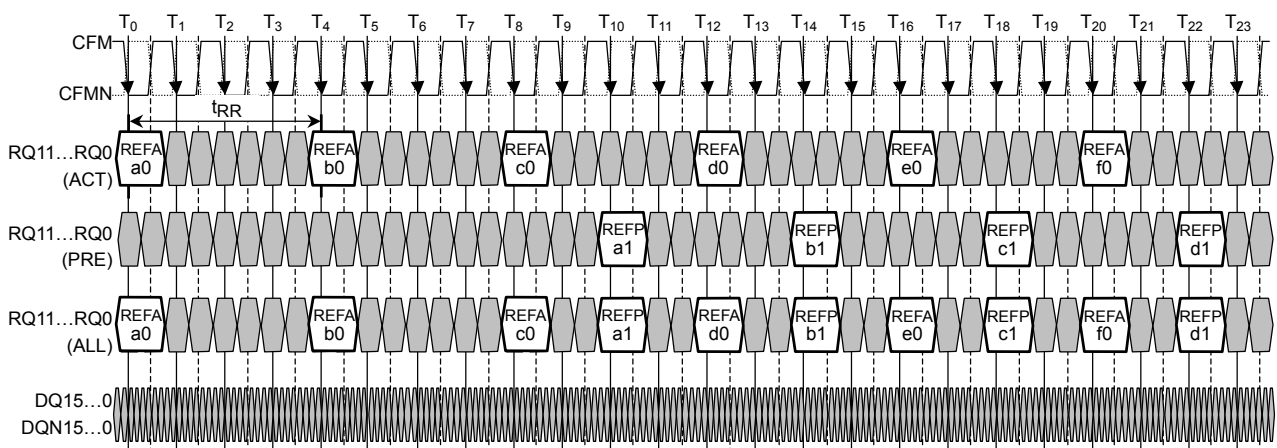 T0 T1 T2 T3 T4 T5 T6 T7 T8 T9 T10 T11 T12 T13 T14 T15 T16 T17 T18 T19 T20 T21 T22 T23
CFM
CFMN
tRR
RQ11…RQ0
(ACT)
REFA a0 REFA b0 REFA c0 REFA d0 REFA e0 REFA f0
RQ11…RQ0
(PRE)
REFP a1 REFP b1 REFP c1 REFP d1
RQ11…RQ0
(ALL)
REFA a0 REFA b0 REFA c0 REFP a1 REFA d0 REFP b1 REFA e0 REFP c1 REFA f0 REFP d1
DQ15…0
DQN15…0